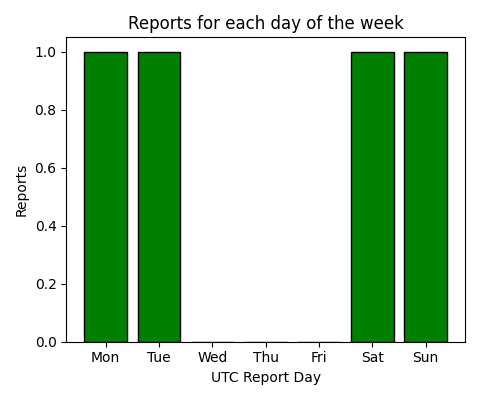 Reports for each day of the week
1.0
0.8
0.6
0.4
0.2
0.0
Reports
Mon Tue Wed Thu Fri Sat Sun
UTC Report Day